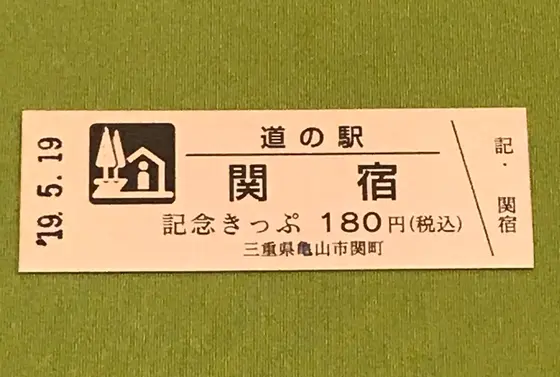 '19.5.19
道の駅
関宿
記念きっぷ 180円(税込)
三重県亀山市関町
記・関宿